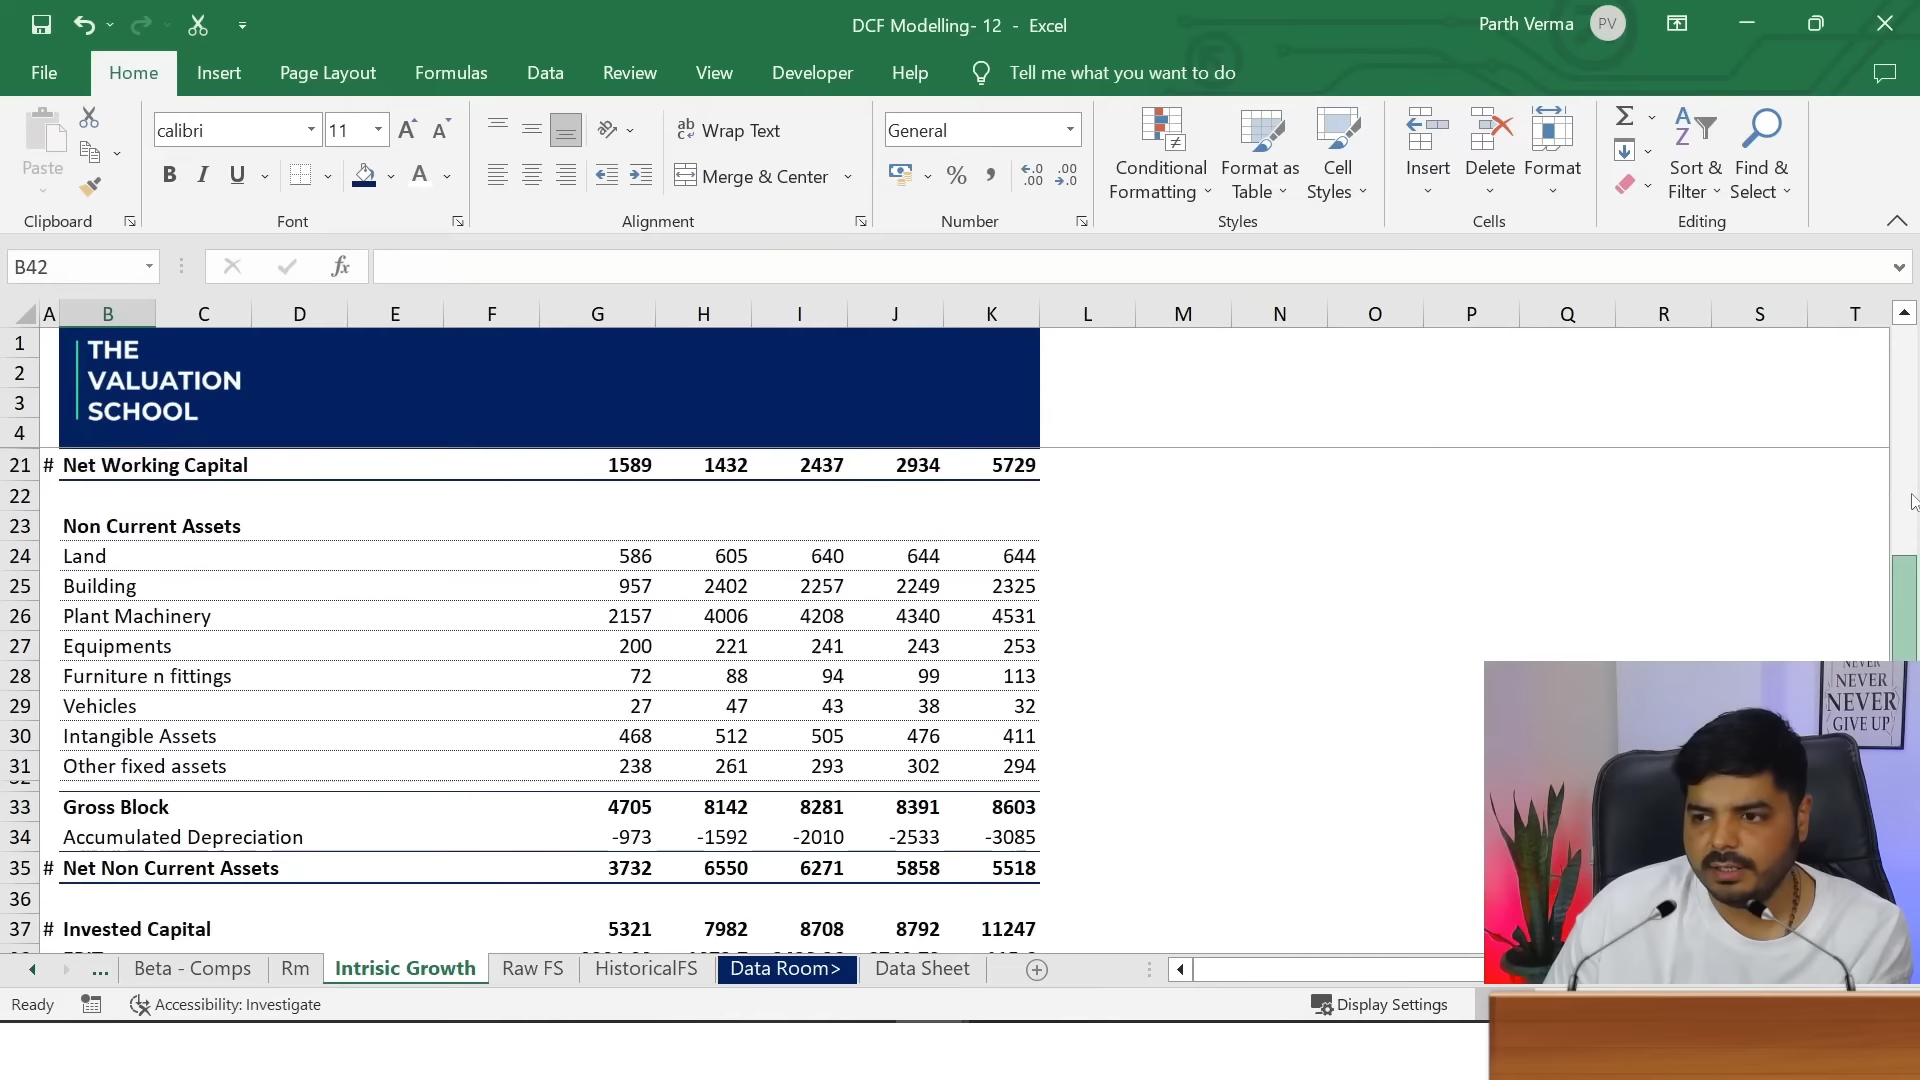 DCF Modelling- 12 - Excel
Parth Verma PV
File Home Insert Page Layout Formulas Data Review View Developer Help Tell me what you want to do
Paste
calibri 11
Wrap Text
General
B I U A
Merge & Center
%
Conditional Formatting
Format as Table
Cell Styles
Insert Delete Format
Sort & Filter
Find & Select
Clipboard Font Alignment Number Styles Cells Editing
B42 fx
A B C D E F G H I J K L M N O P Q R S T
1
2
3
4
THE
VALUATION
SCHOOL
21 # Net Working Capital 1589 1432 2437 2934 5729
22
23 Non Current Assets
24 Land 586 605 640 644 644
25 Building 957 2402 2257 2249 2325
26 Plant Machinery 2157 4006 4208 4340 4531
27 Equipments 200 221 241 243 253
28 Furniture n fittings 72 88 94 99 113
29 Vehicles 27 47 43 38 32
30 Intangible Assets 468 512 505 476 411
31 Other fixed assets 238 261 293 302 294
33 Gross Block 4705 8142 8281 8391 8603
34 Accumulated Depreciation -973 -1592 -2010 -2533 -3085
35 # Net Non Current Assets 3732 6550 6271 5858 5518
36
37 # Invested Capital 5321 7982 8708 8792 11247
... Beta - Comps Rm Intrisic Growth Raw FS HistoricalFS Data Room> Data Sheet
Ready Accessibility: Investigate Display Settings
NEVER
NEVER
NEVER
GIVE UP